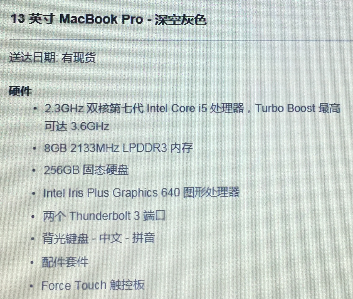 13 英寸 MacBook Pro - 深空灰色
送达日期: 有现货
硬件
• 2.3GHz 双核第七代 Intel Core i5 处理器，Turbo Boost 最高
可达 3.6GHz
• 8GB 2133MHz LPDDR3 内存
• 256GB 固态硬盘
• Intel Iris Plus Graphics 640 图形处理器
• 两个 Thunderbolt 3 端口
• 背光键盘 - 中文 - 拼音
• 配件套件
• Force Touch 触控板